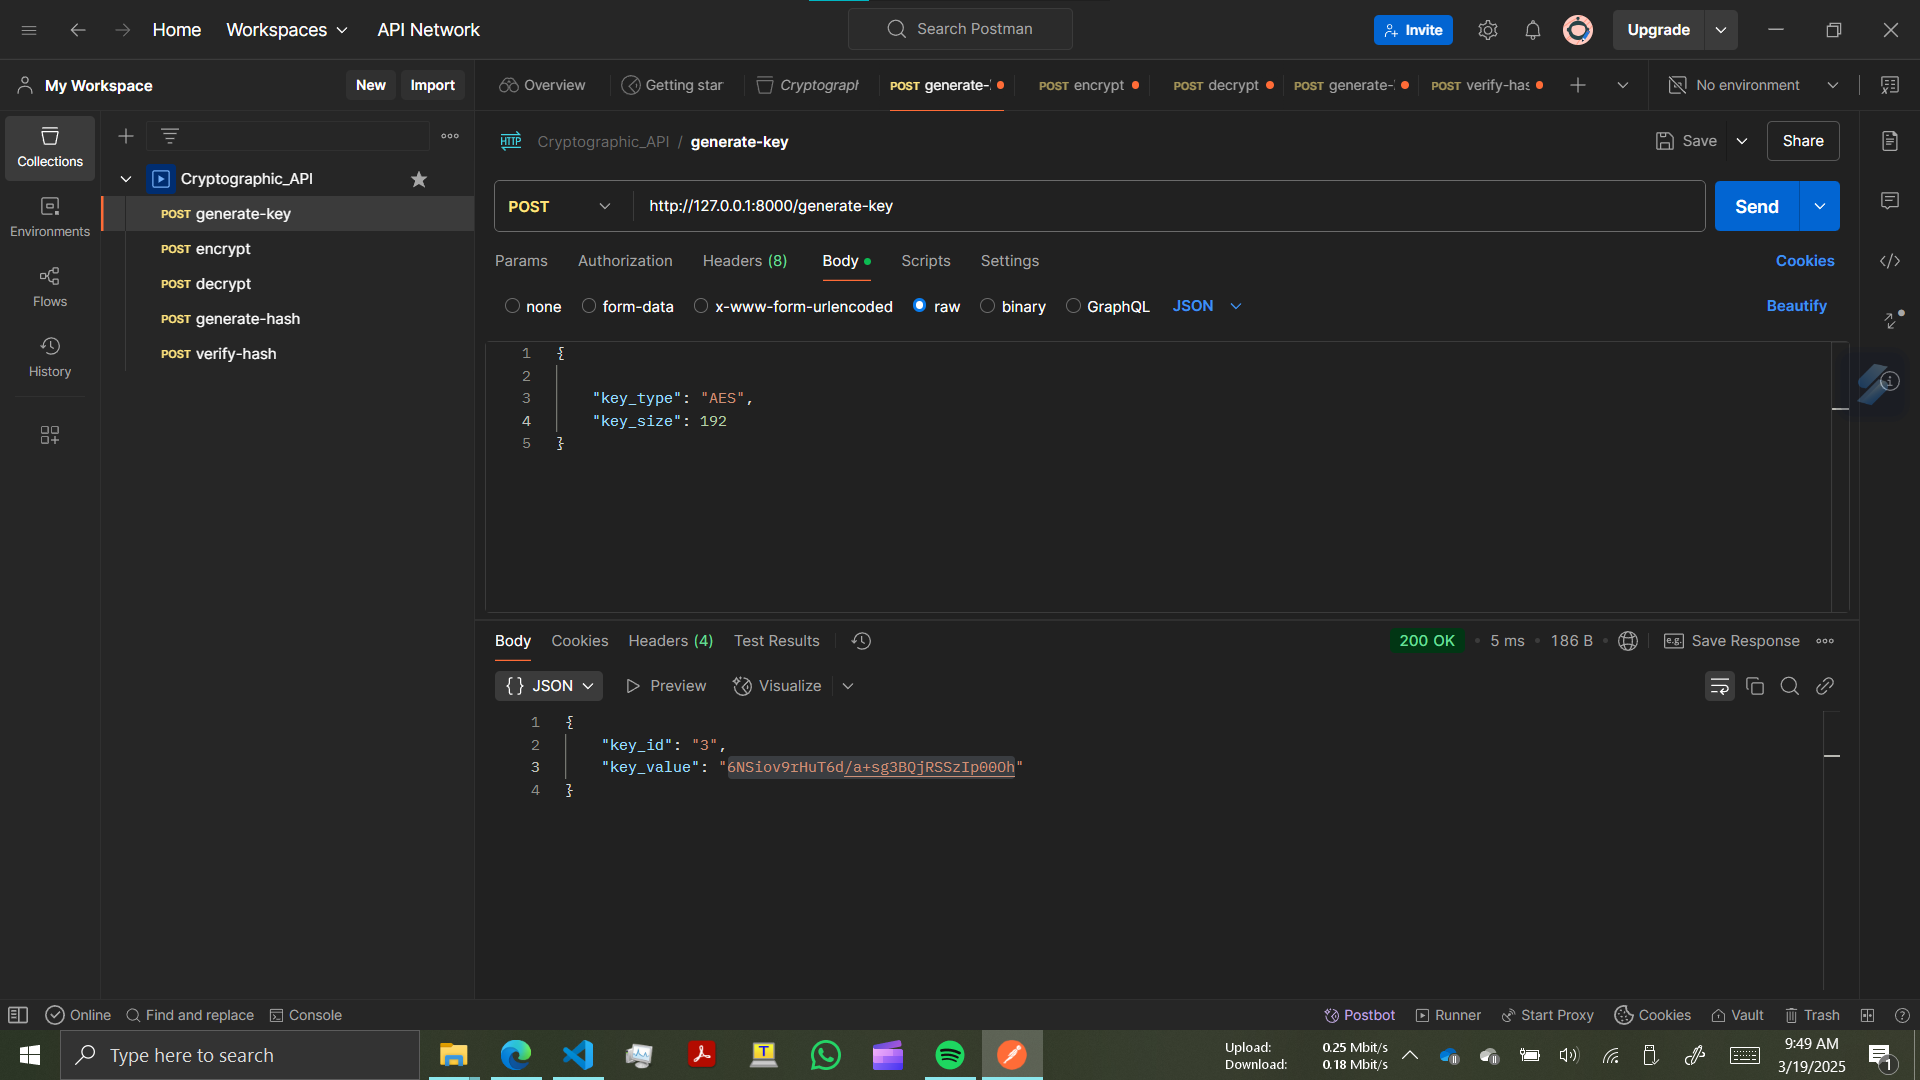 Home Workspaces API Network Search Postman Invite Upgrade
My Workspace New Import Overview Getting star Cryptograph POST generate- POST encrypt POST decrypt POST generate- POST verify-has No environment
Collections
Environments
Flows
History
Cryptographic_API
POST generate-key
POST encrypt
POST decrypt
POST generate-hash
POST verify-hash
HTTP Cryptographic_API / generate-key Save Share
POST http://127.0.0.1:8000/generate-key Send
Params Authorization Headers (8) Body Scripts Settings Cookies
none form-data x-www-form-urlencoded raw binary GraphQL JSON Beautify
1 {
2
3 "key_type": "AES",
4 "key_size": 192
5 }
Body Cookies Headers (4) Test Results 200 OK 5 ms 186 B e.g. Save Response
{} JSON Preview Visualize
1 {
2 "key_id": "3",
3 "key_value": "6NSiov9rHuT6d/a+sg3BQjRSSzIp00Oh"
4 }
Online Find and replace Console Postbot Runner Start Proxy Cookies Vault Trash
Type here to search
Upload: 0.25 Mbit/s
Download: 0.18 Mbit/s
9:49 AM
3/19/2025
1